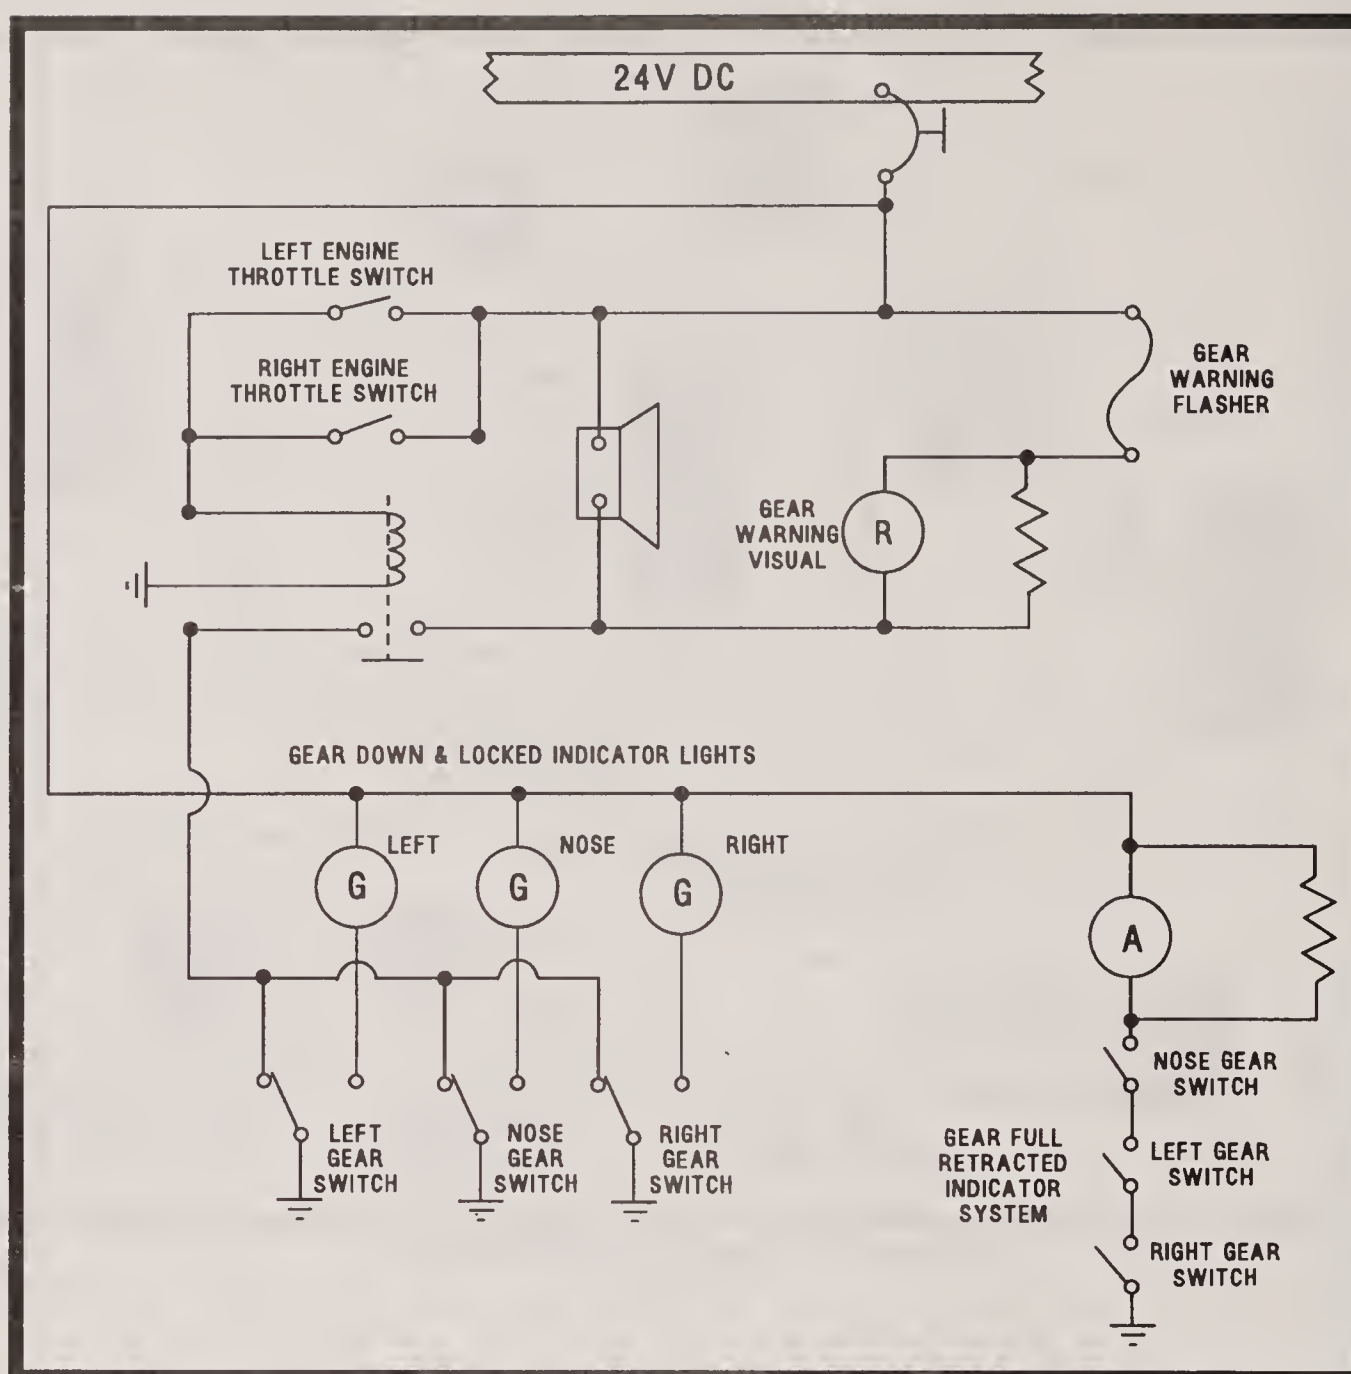 24V DC
LEFT ENGINE
THROTTLE SWITCH
RIGHT ENGINE
THROTTLE SWITCH
GEAR
WARNING
FLASHER
GEAR
WARNING
VISUAL
R
GEAR DOWN & LOCKED INDICATOR LIGHTS
LEFT
NOSE
RIGHT
G
G
G
A
LEFT
GEAR
SWITCH
NOSE
GEAR
SWITCH
RIGHT
GEAR
SWITCH
GEAR FULL
RETRACTED
INDICATOR
SYSTEM
NOSE GEAR
SWITCH
LEFT GEAR
SWITCH
RIGHT GEAR
SWITCH